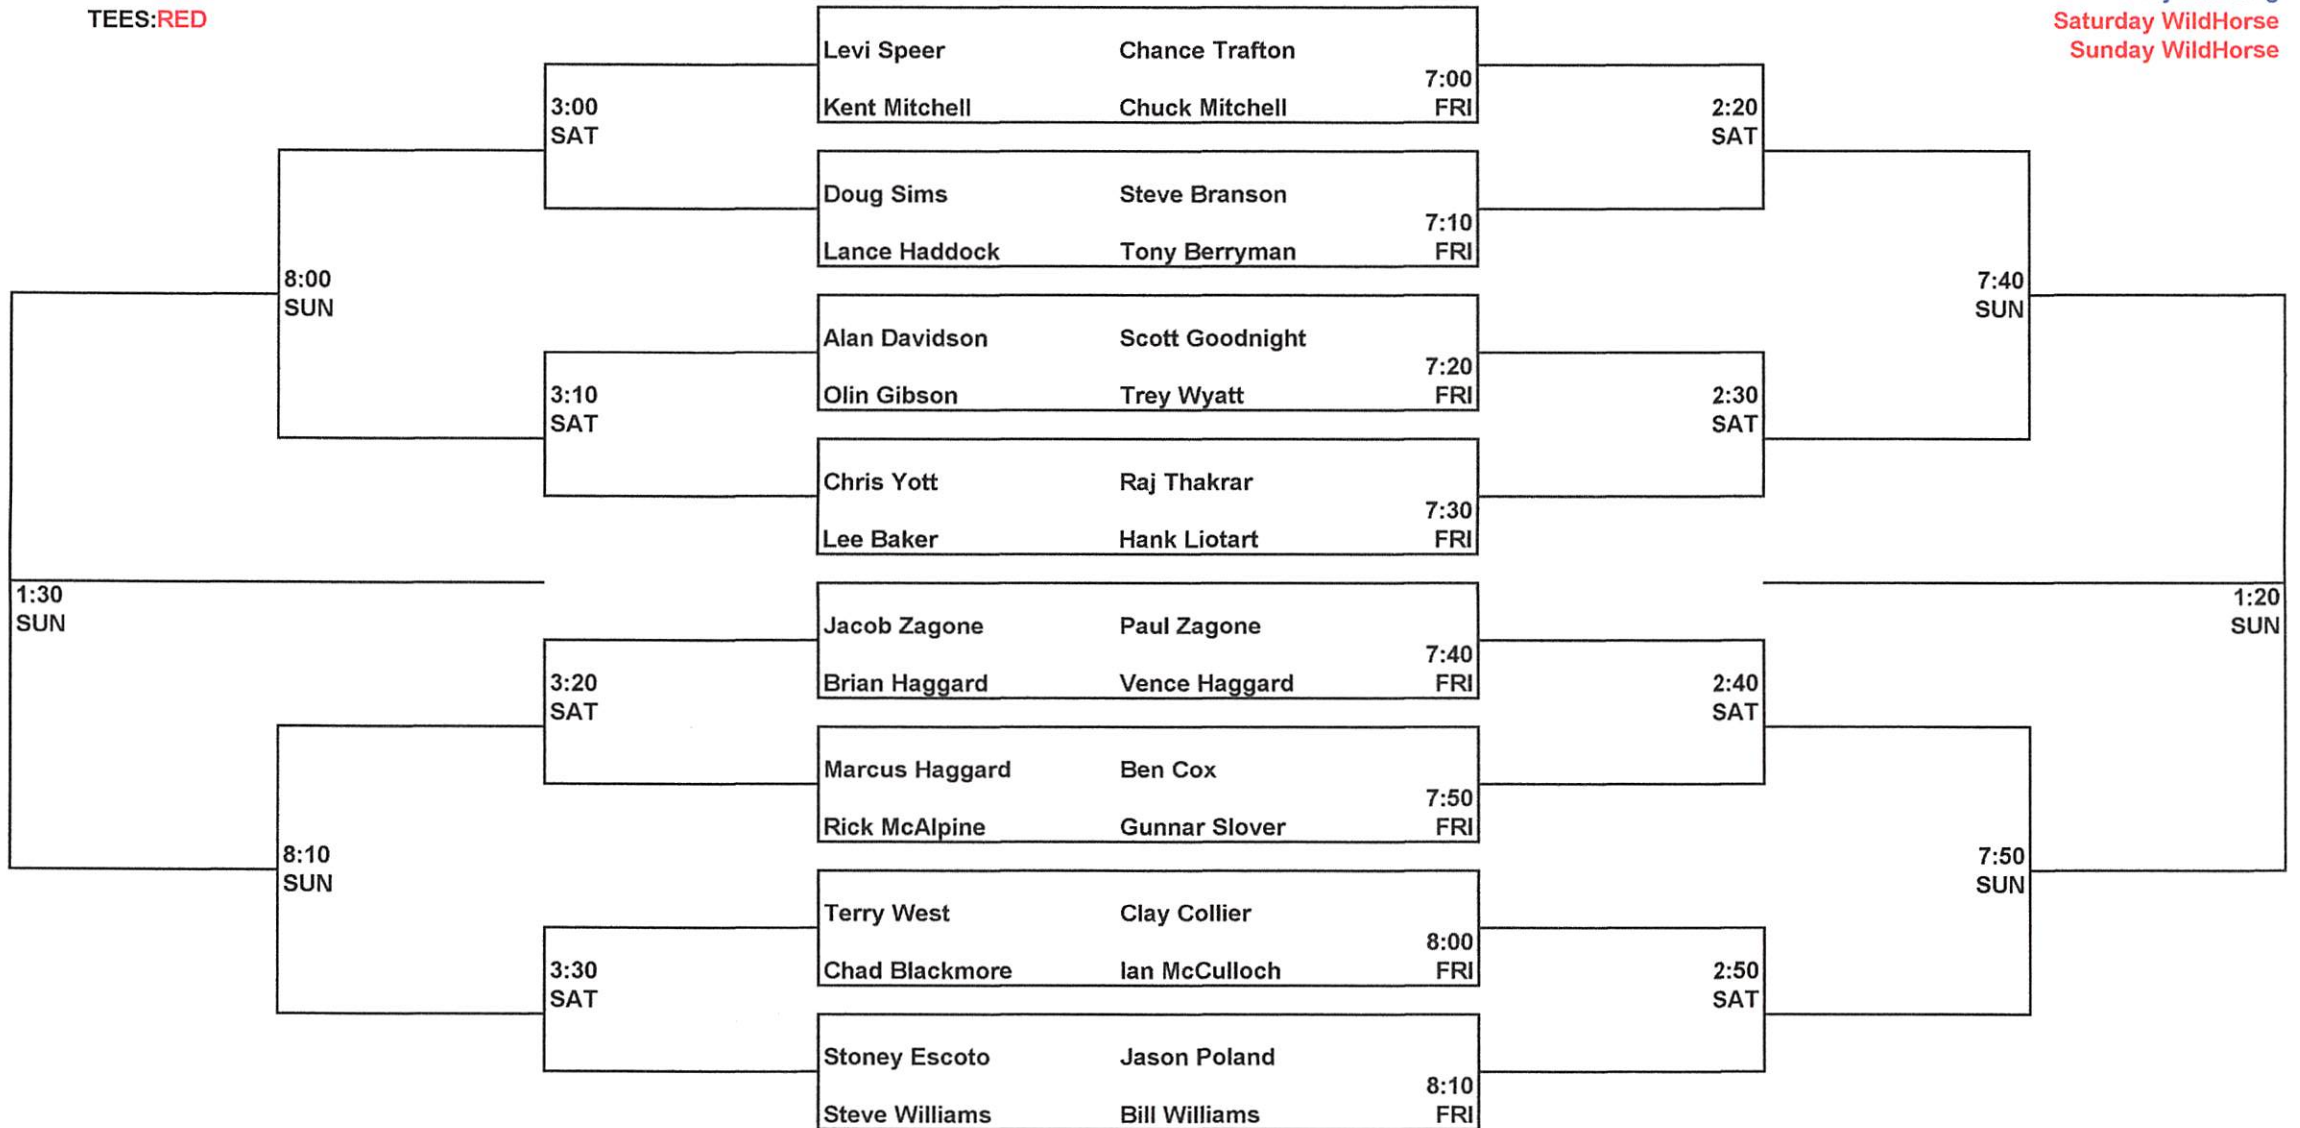 TEES:RED
Saturday WildHorse
Sunday WildHorse
Levi Speer Chance Trafton
7:00
Kent Mitchell Chuck Mitchell FRI
3:00
SAT
2:20
SAT
Doug Sims Steve Branson
7:10
Lance Haddock Tony Berryman FRI
8:00
SUN
7:40
SUN
Alan Davidson Scott Goodnight
7:20
Olin Gibson Trey Wyatt FRI
3:10
SAT
2:30
SAT
Chris Yott Raj Thakrar
7:30
Lee Baker Hank Liotart FRI
1:30
SUN
1:20
SUN
Jacob Zagone Paul Zagone
7:40
Brian Haggard Vence Haggard FRI
3:20
SAT
2:40
SAT
Marcus Haggard Ben Cox
7:50
Rick McAlpine Gunnar Slover FRI
8:10
SUN
7:50
SUN
Terry West Clay Collier
8:00
Chad Blackmore Ian McCulloch FRI
3:30
SAT
2:50
SAT
Stoney Escoto Jason Poland
8:10
Steve Williams Bill Williams FRI